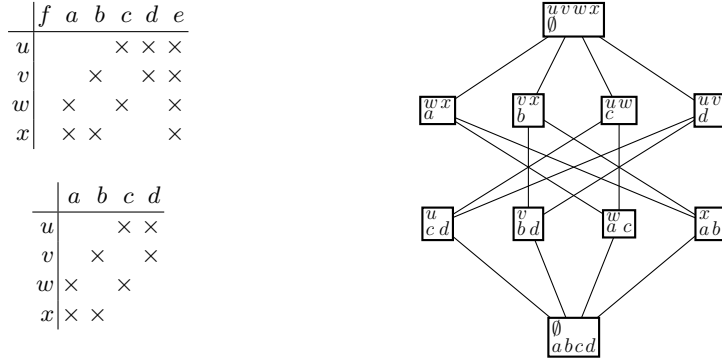 f a b c d e
u × × ×
v × × ×
w × × ×
x × × ×
a b c d
u × ×
v × ×
w × ×
x × ×
u v w x
∅
w x
a
v x
b
u w
c
u v
d
u
c d
v
b d
w
a c
x
a b
∅
a b c d